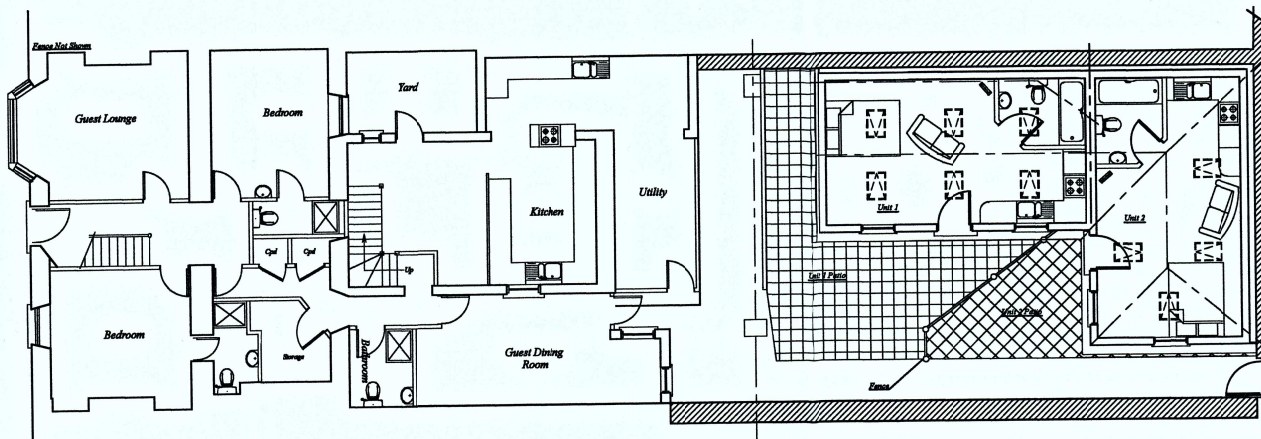 Fence Not Shown
Guest Lounge
Bedroom
Yard
Kitchen
Utility
Cpd
Cpd
Up
Bedroom
Storage
Bathroom
Guest Dining
Room
Unit 1
Unit 2
Unit 1 Patio
Unit 2 Patio
Fence